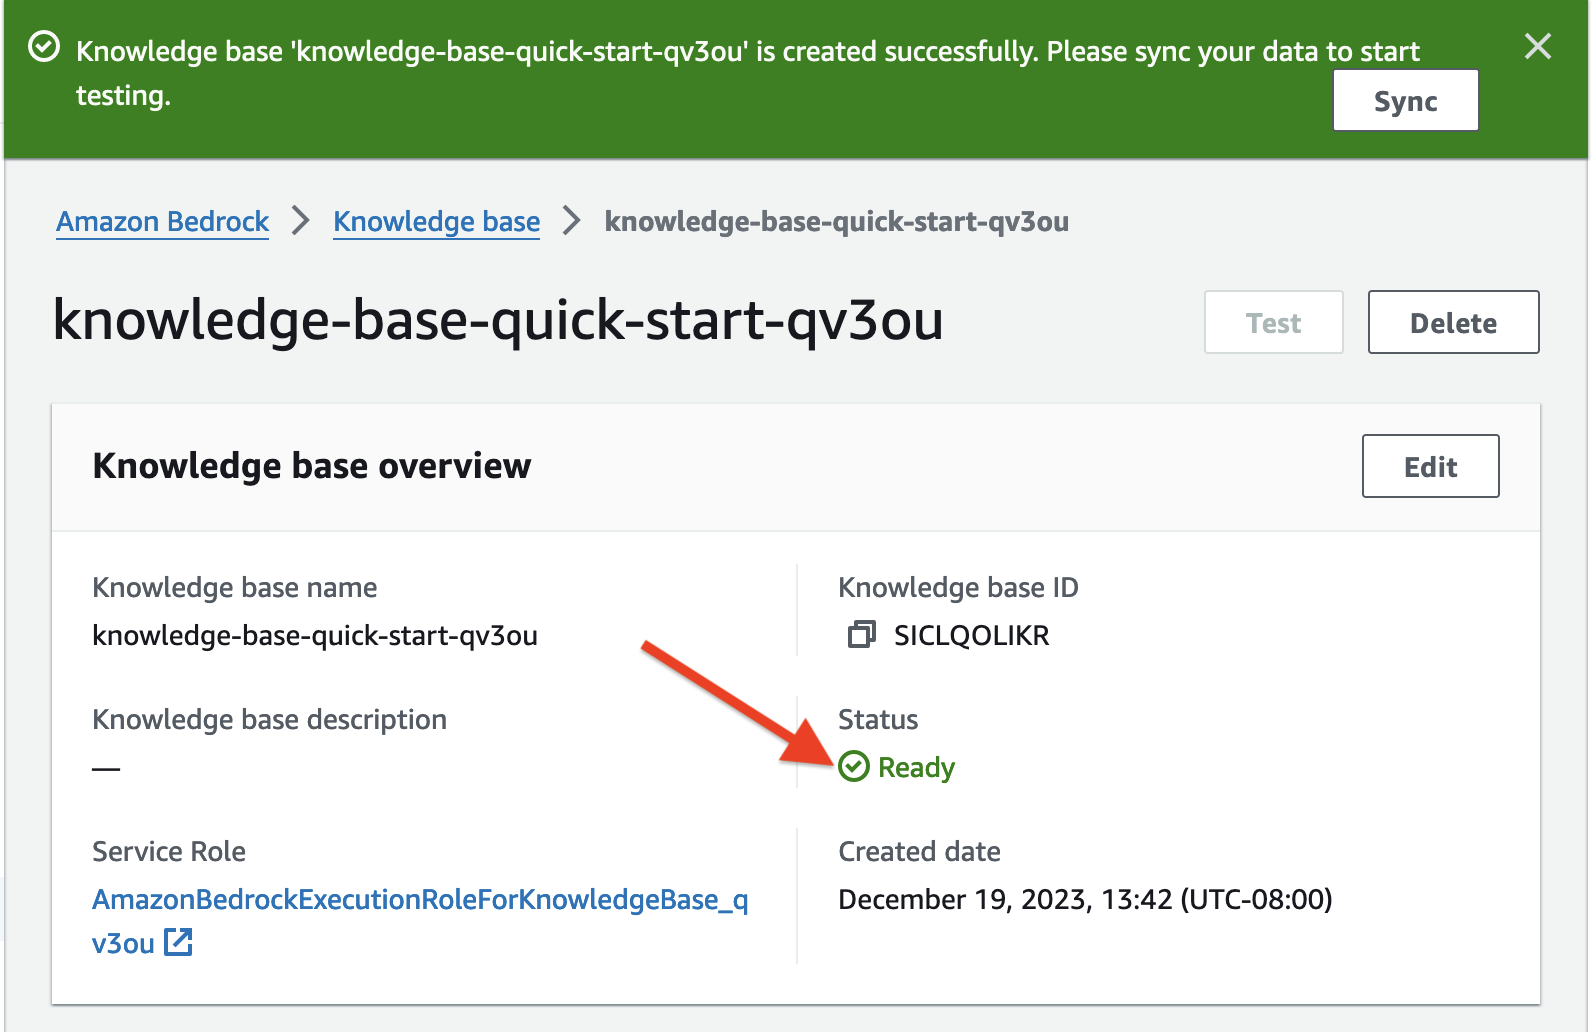 Knowledge base 'knowledge-base-quick-start-qv3ou' is created successfully. Please sync your data to start
testing.
Sync
Amazon Bedrock
Knowledge base
knowledge-base-quick-start-qv3ou
knowledge-base-quick-start-qv3ou
Test
Delete
Knowledge base overview
Edit
Knowledge base name
knowledge-base-quick-start-qv3ou
Knowledge base ID
SICLQOLIKR
Knowledge base description
—
Status
Ready
Service Role
AmazonBedrockExecutionRoleForKnowledgeBase_q
v3ou
Created date
December 19, 2023, 13:42 (UTC-08:00)